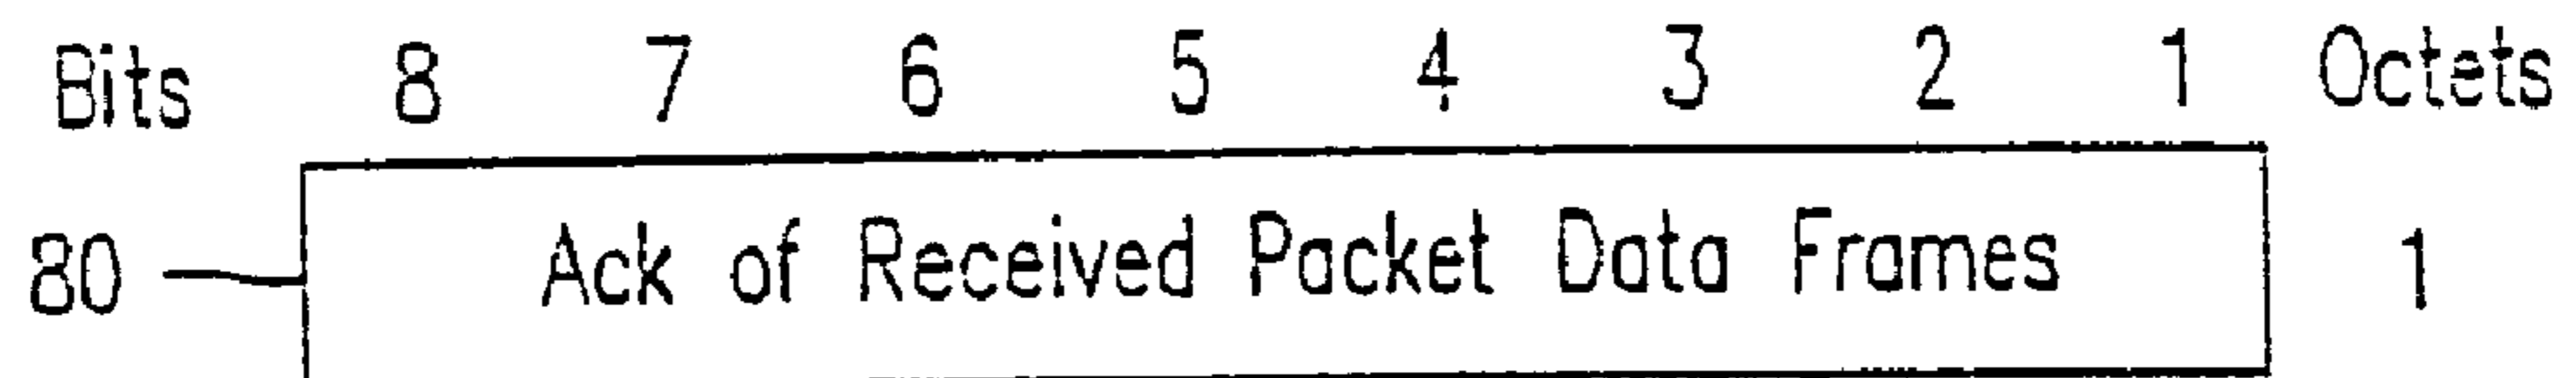 Bits 8 7 6 5 4 3 2 1 Octets
80 Ack of Received Packet Data Frames 1